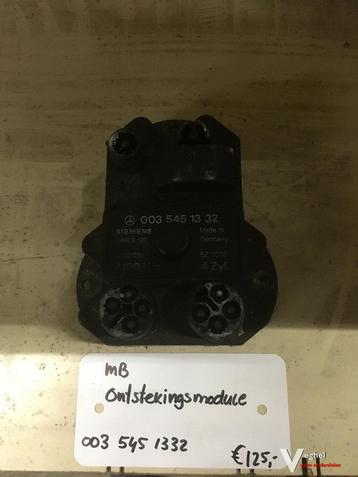 003 545 13 32
SIEMENS
Made in
Germany
4 Zyl.
MB
Ontstekingsmodule
003 545 1332
€125,-
Veghel